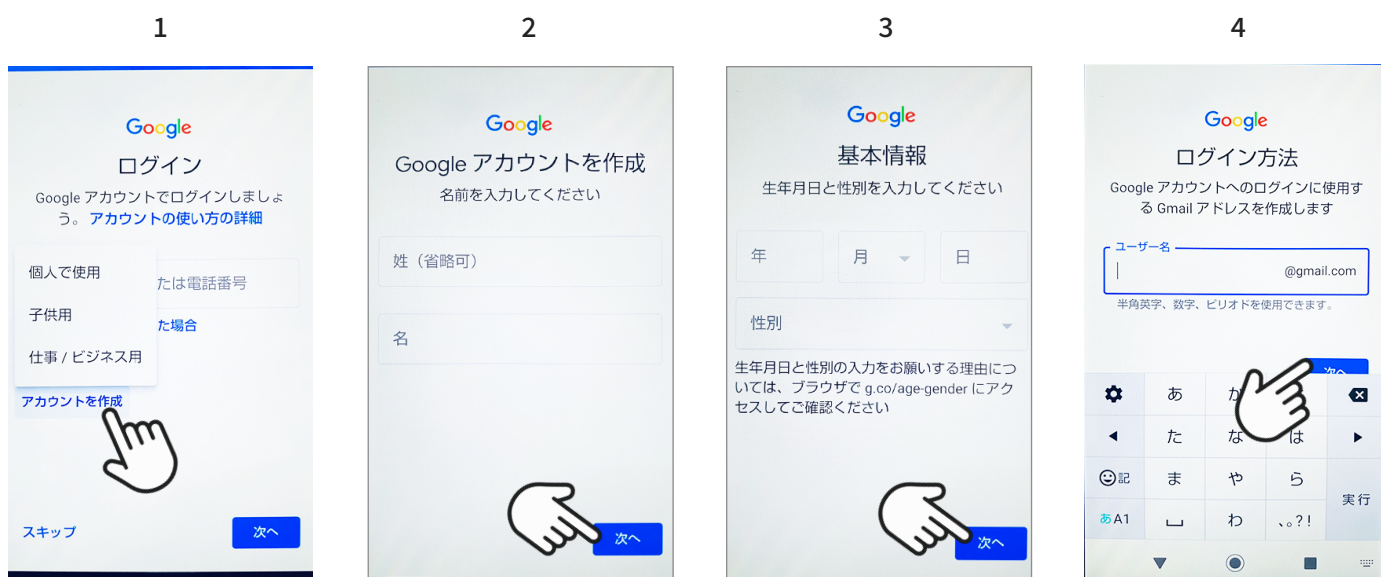 1
Google
ログイン
Google アカウントでログインしましょ
う。 アカウントの使い方の詳細
個人で使用
たは電話番号
子供用
た場合
仕事 / ビジネス用
アカウントを作成
スキップ
次へ
2
Google
Google アカウントを作成
名前を入力してください
姓（省略可）
名
次へ
3
Google
基本情報
生年月日と性別を入力してください
年
月
日
性別
生年月日と性別の入力をお願いする理由につ
いては、ブラウザで g.co/age-gender にアク
セスしてご確認ください
次へ
4
Google
ログイン方法
Google アカウントへのログインに使用す
る Gmail アドレスを作成します
ユーザー名
@gmail.com
半角英字、数字、ピリオドを使用できます。
あ
た な は
記 ま や ら
実行
あA1 わ 、。?!